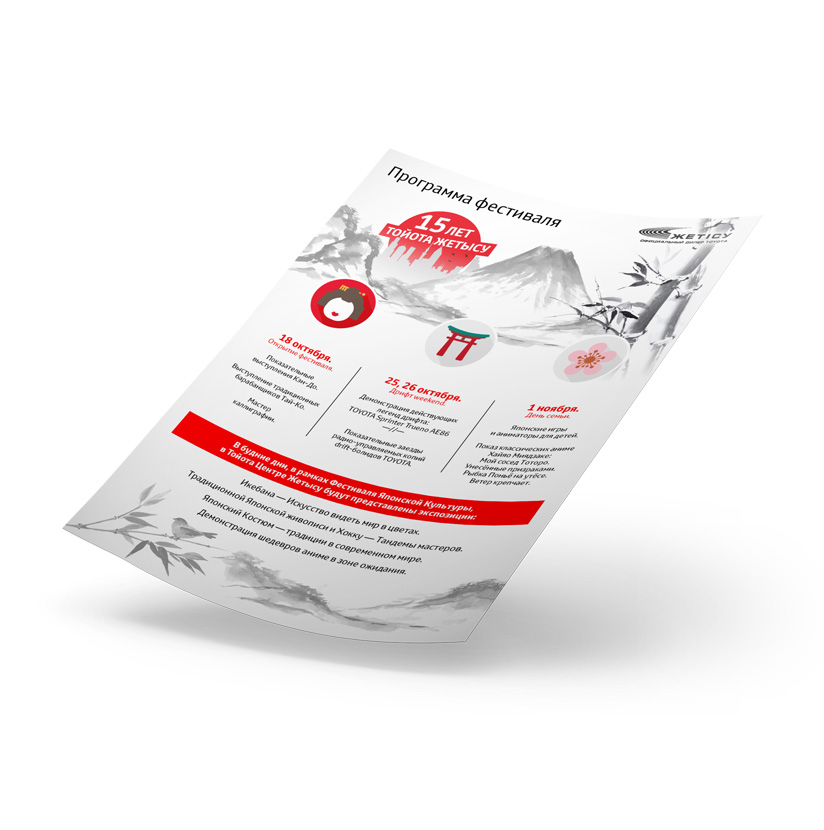 Программа фестиваля
15 ЛЕТ
ТОЙОТА ЖЕТЫСУ
ЖЕТІСУ
ОФИЦИАЛЬНЫЙ ДИЛЕР TOYOTA
18 октября.
Открытие фестиваля.
Показательные
выступления Кан-До.
Выступление традиционных
барабанщиков Тай-Ко.
Мастер
каллиграфии.
25, 26 октября.
Дрифт weekend.
Демонстрация действующих
легенд дрифта:
TOYOTA Sprinter Trueno AE86
—//—
Показательные заезды
радио-управляемых копий
drift-болидов TOYOTA.
1 ноября.
День семьи.
Японские игры
и аниматоры для детей.
Показ классических аниме
Хайяо Миядзаке:
Мой сосед Тоторо.
Унесённые призраками.
Рыбка Поньё на утёсе.
Ветер крепчает.
В будние дни, в рамках Фестиваля Японской Культуры,
в Тойота Центре Жетысу будут представлены экспозиции:
Икебана — Искусство видеть мир в цветах.
Традиционной Японской живописи и Хокку — Тандемы мастеров.
Японский Костюм — традиции в современном мире.
Демонстрация шедевров аниме в зоне ожидания.